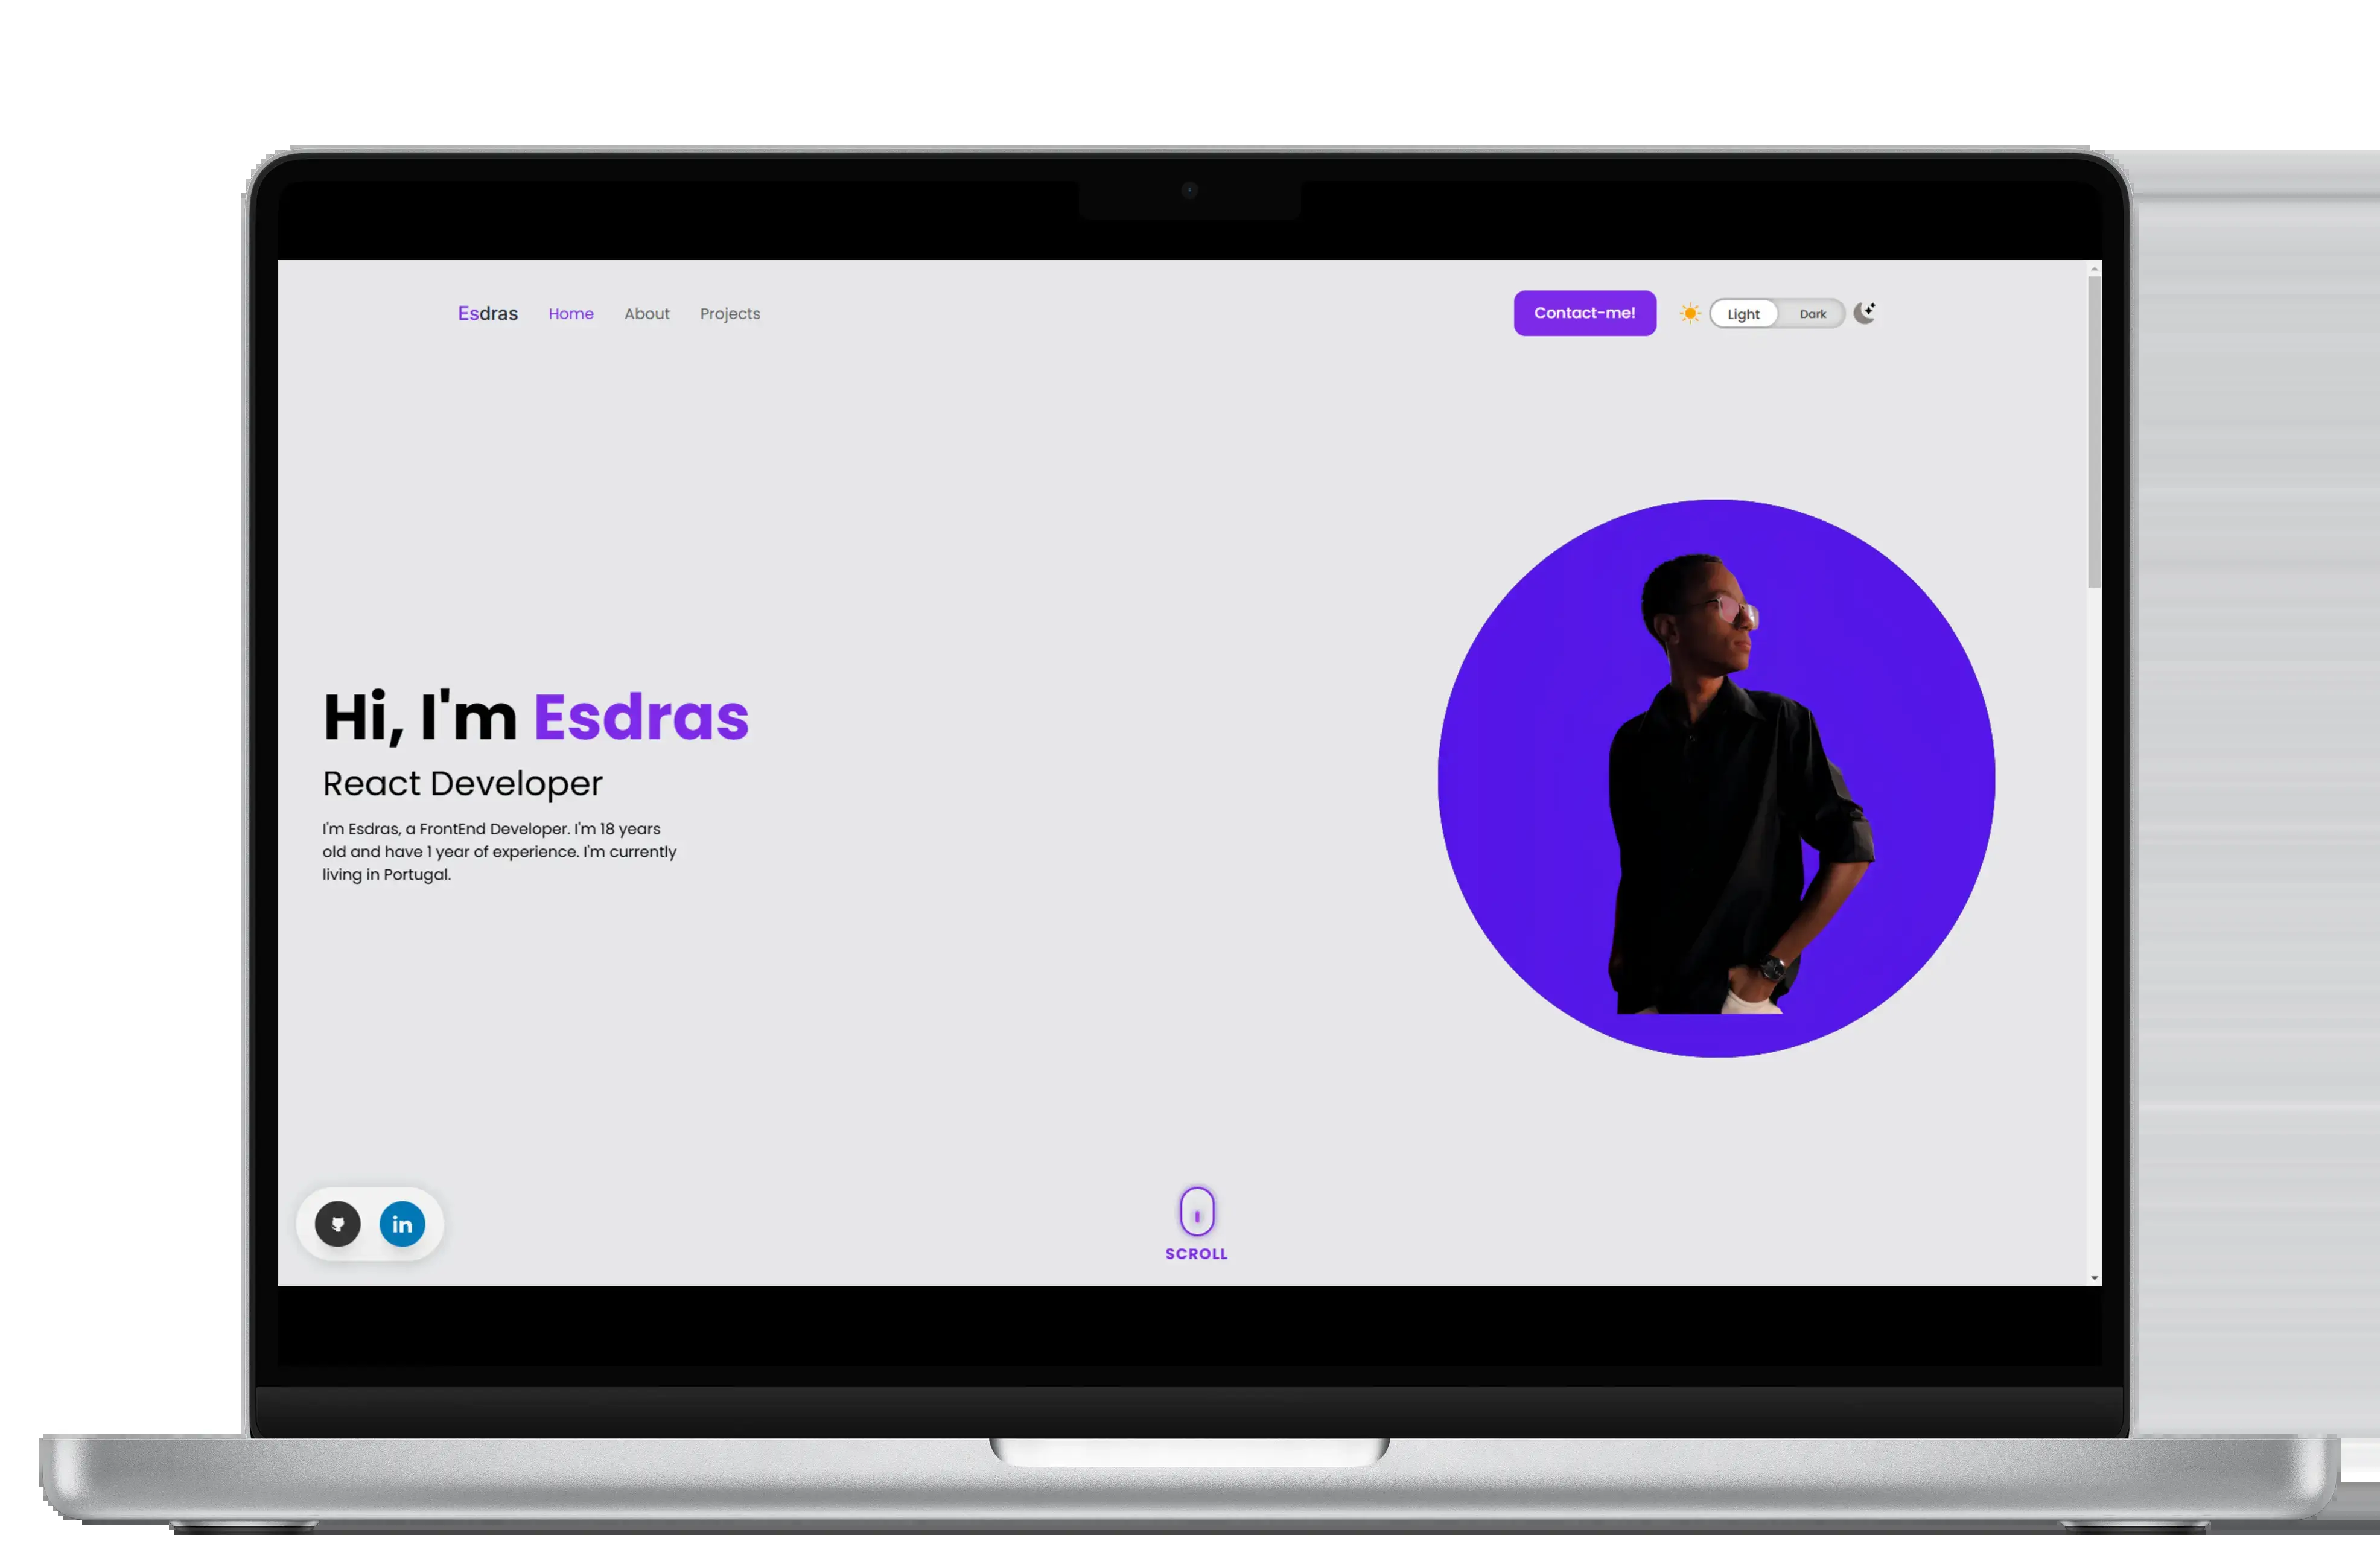 Esdras Home About Projects Contact-me! Light Dark
Hi, I'm Esdras
React Developer
I'm Esdras, a FrontEnd Developer. I'm 18 years
old and have 1 year of experience. I'm currently
living in Portugal.
in
SCROLL